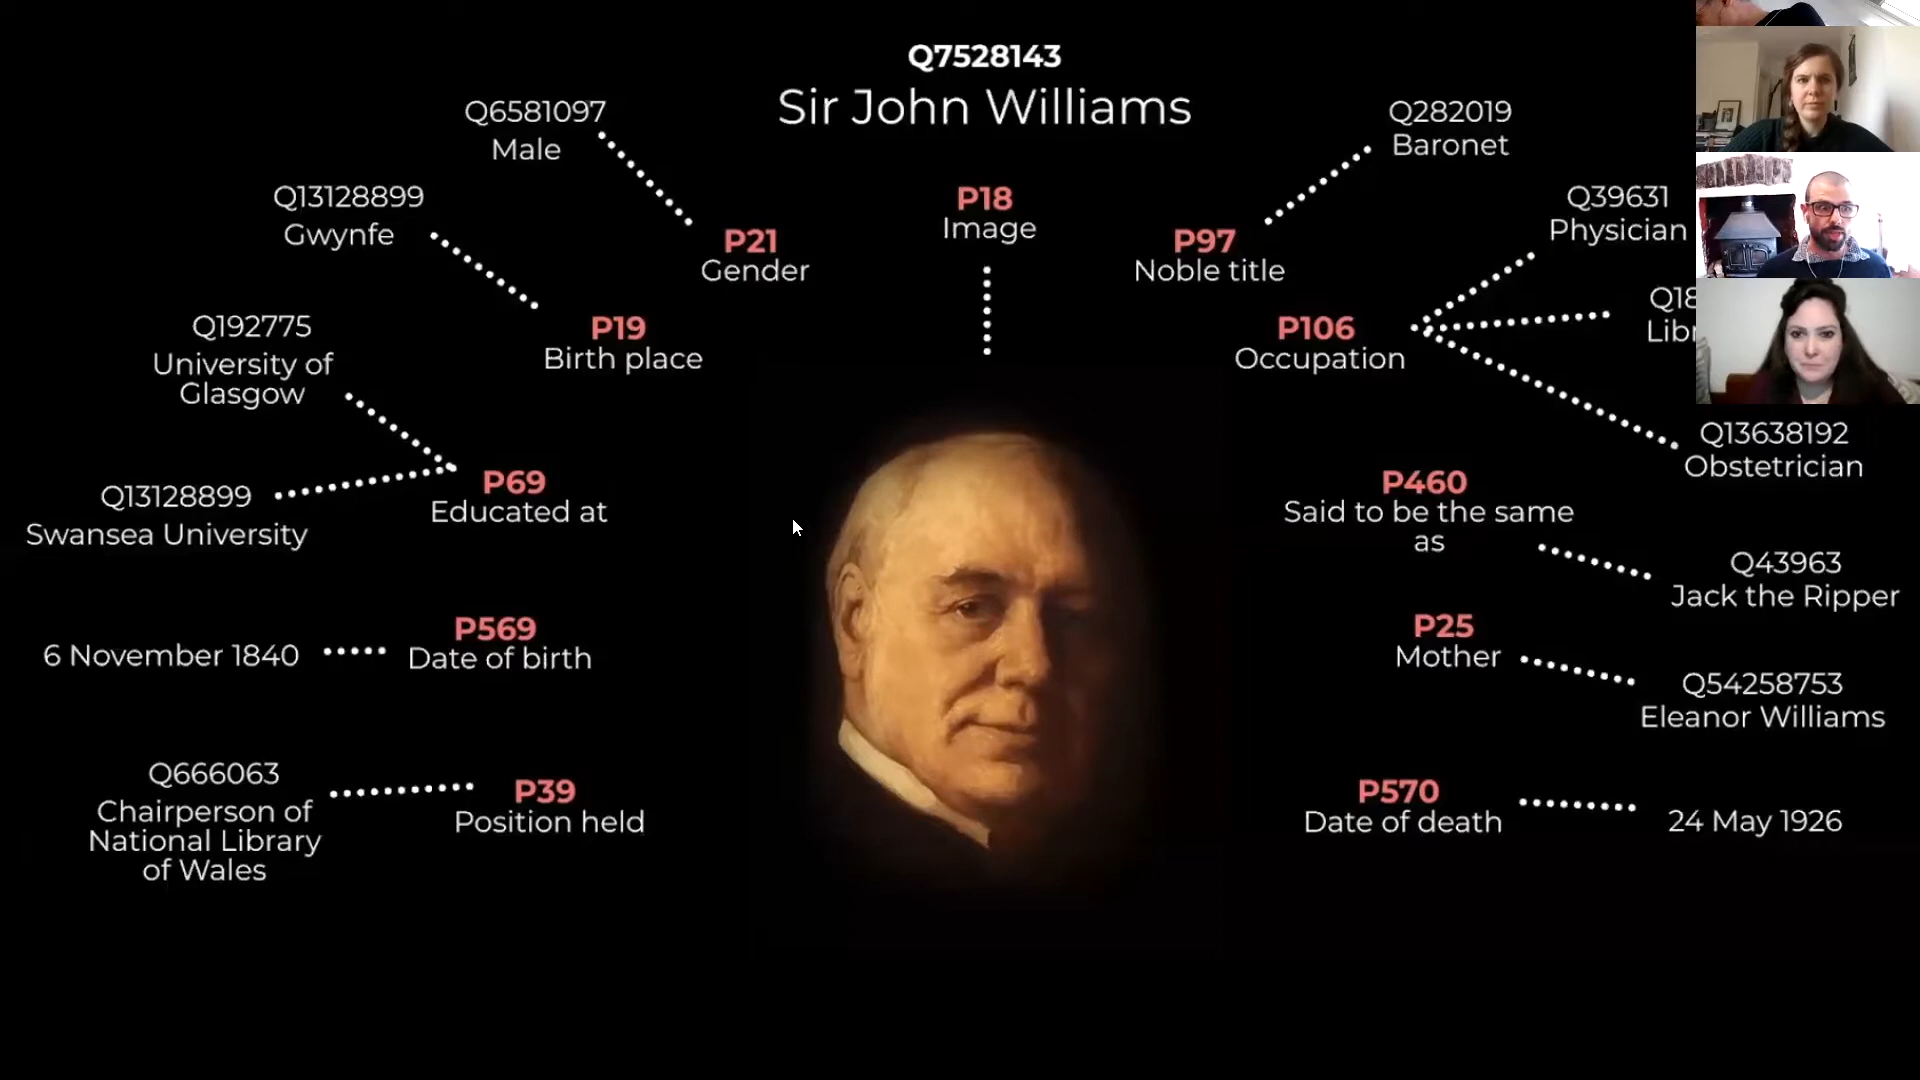 Q7528143
Sir John Williams
Q6581097
Male
Q282019
Baronet
Q13128899
Gwynfe
P21
Gender
P18
Image
P97
Noble title
Q39631
Physician
Q192775
University of
Glasgow
P19
Birth place
P106
Occupation
Q18
Lib
Q13128899
Swansea University
P69
Educated at
P460
Said to be the same
as
Q13638192
Obstetrician
Q43963
Jack the Ripper
6 November 1840
P569
Date of birth
P25
Mother
Q54258753
Eleanor Williams
Q666063
Chairperson of
National Library
of Wales
P39
Position held
P570
Date of death
24 May 1926